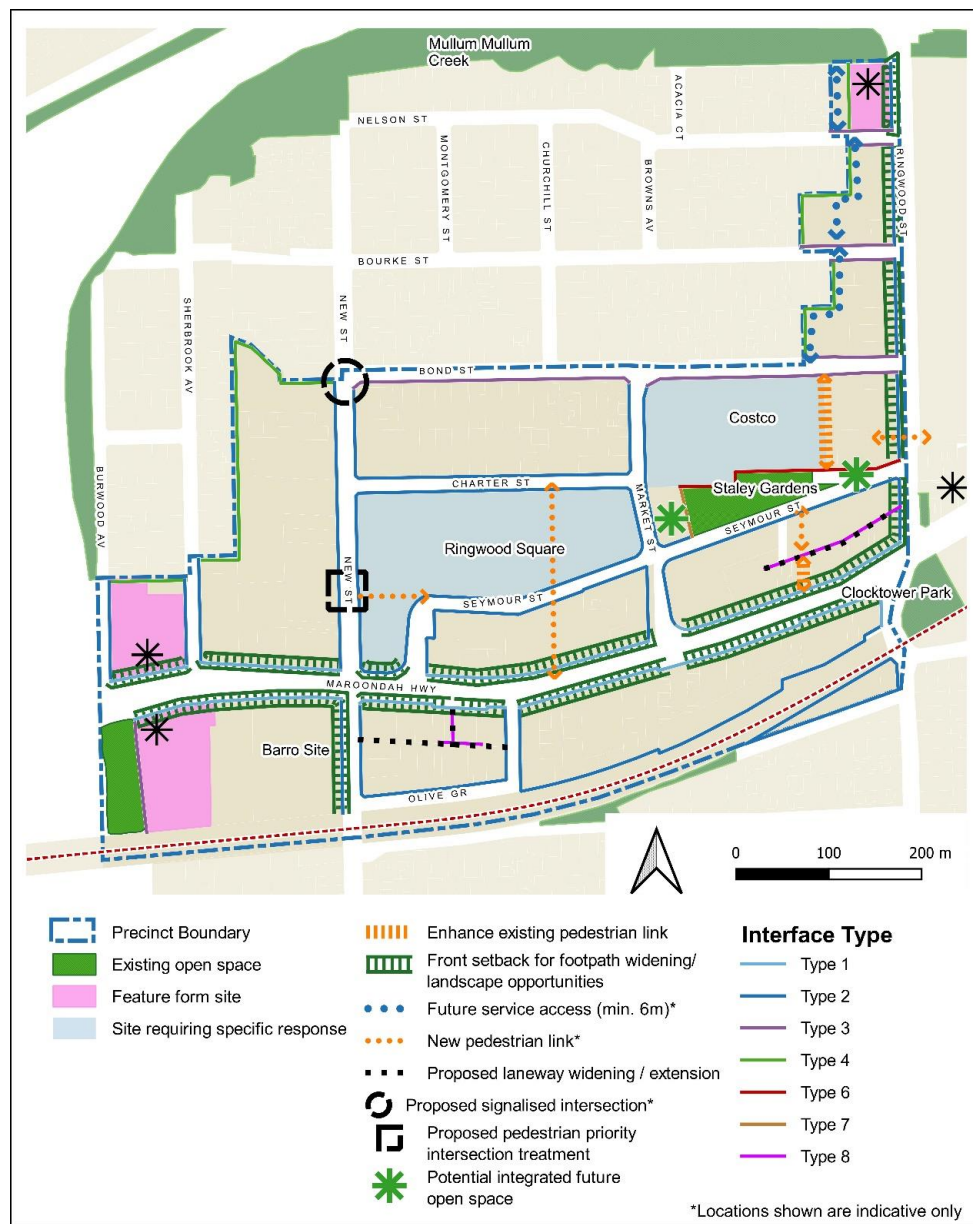 Mullum Mullum
Creek
NELSON ST
ACACIA CT
MONTGOMERY ST
CHURCHILL ST
BROWNS AV
RINGWOOD ST
BOURKE ST
SHERBROOK AV
NEW ST
BOND ST
Costco
BURWOOD AV
CHARTER ST
MARKET ST
Staley Gardens
SEYMOUR ST
Ringwood Square
NEW ST
SEYMOUR ST
Clocktower Park
MAROONDAH HWY
Barro Site
OLIVE GR
0 100 200 m
Precinct Boundary
Existing open space
Feature form site
Site requiring specific response
Enhance existing pedestrian link
Front setback for footpath widening/
landscape opportunities
Future service access (min. 6m)*
New pedestrian link*
Proposed laneway widening / extension
Proposed signalised intersection*
Proposed pedestrian priority
intersection treatment
Potential integrated future
open space
Interface Type
Type 1
Type 2
Type 3
Type 4
Type 6
Type 7
Type 8
*Locations shown are indicative only